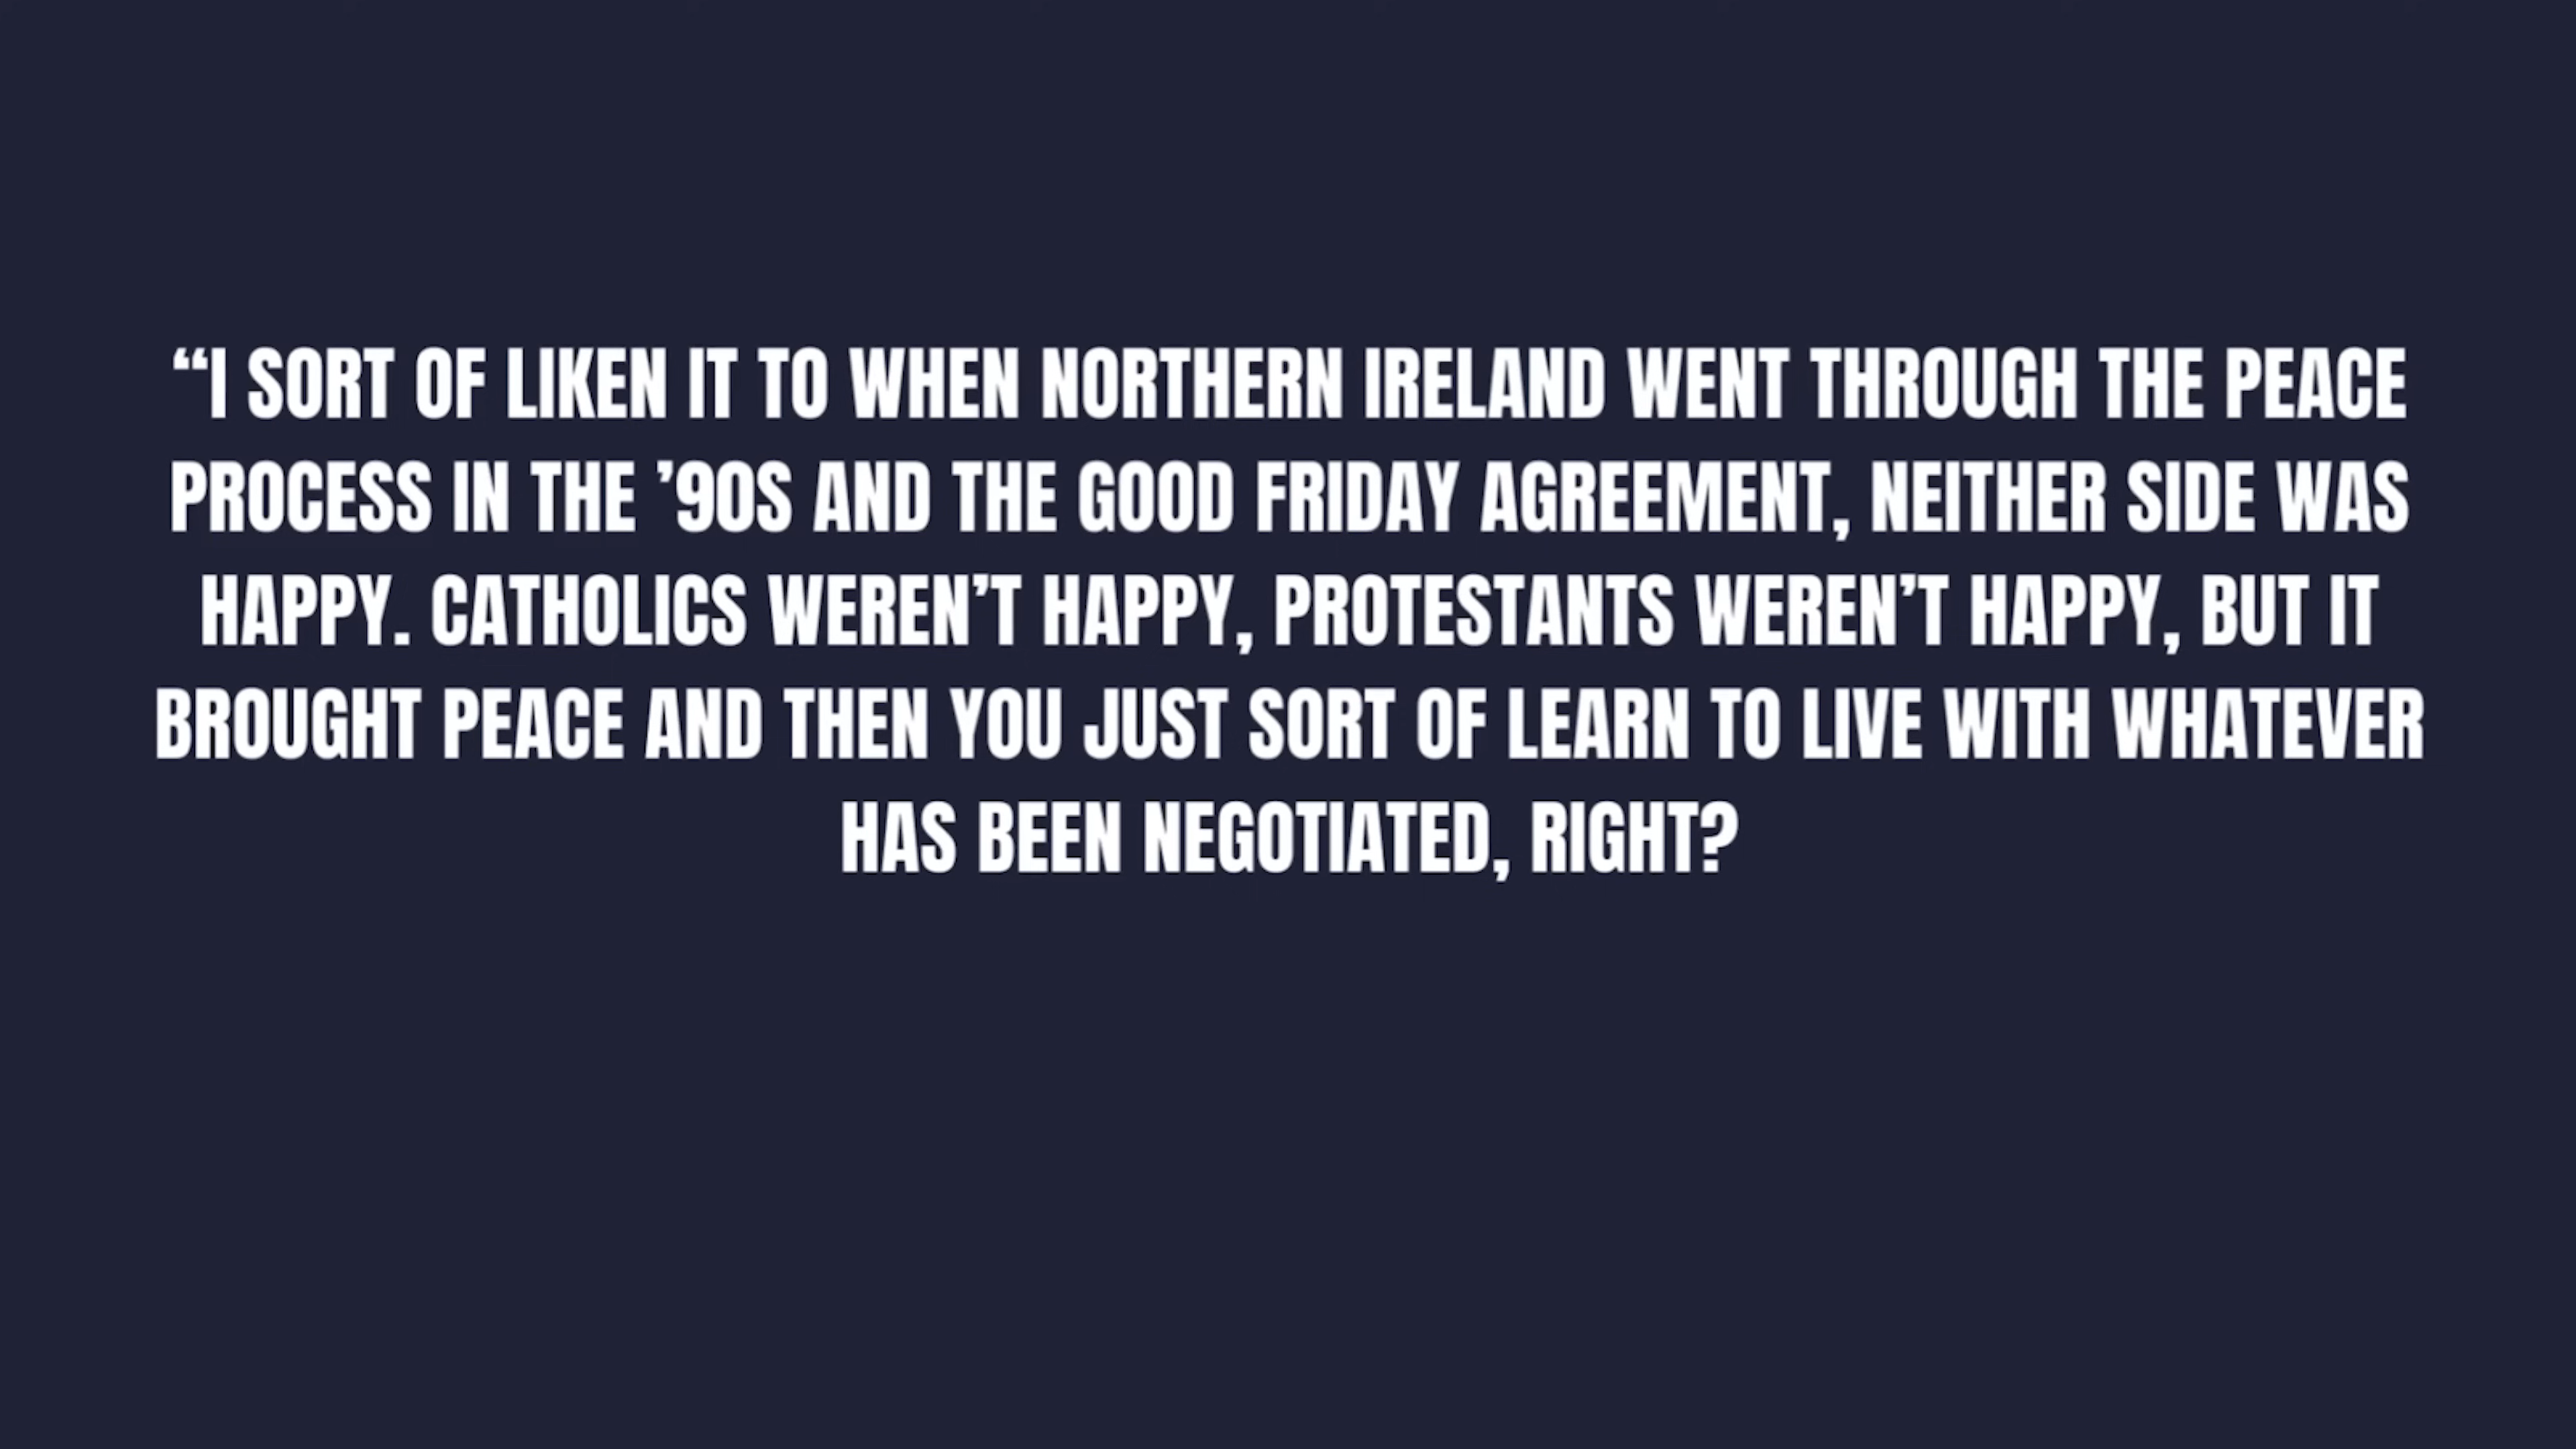 “I SORT OF LIKEN IT TO WHEN NORTHERN IRELAND WENT THROUGH THE PEACE
PROCESS IN THE ’90S AND THE GOOD FRIDAY AGREEMENT, NEITHER SIDE WAS
HAPPY. CATHOLICS WEREN’T HAPPY, PROTESTANTS WEREN’T HAPPY, BUT IT
BROUGHT PEACE AND THEN YOU JUST SORT OF LEARN TO LIVE WITH WHATEVER
HAS BEEN NEGOTIATED, RIGHT?